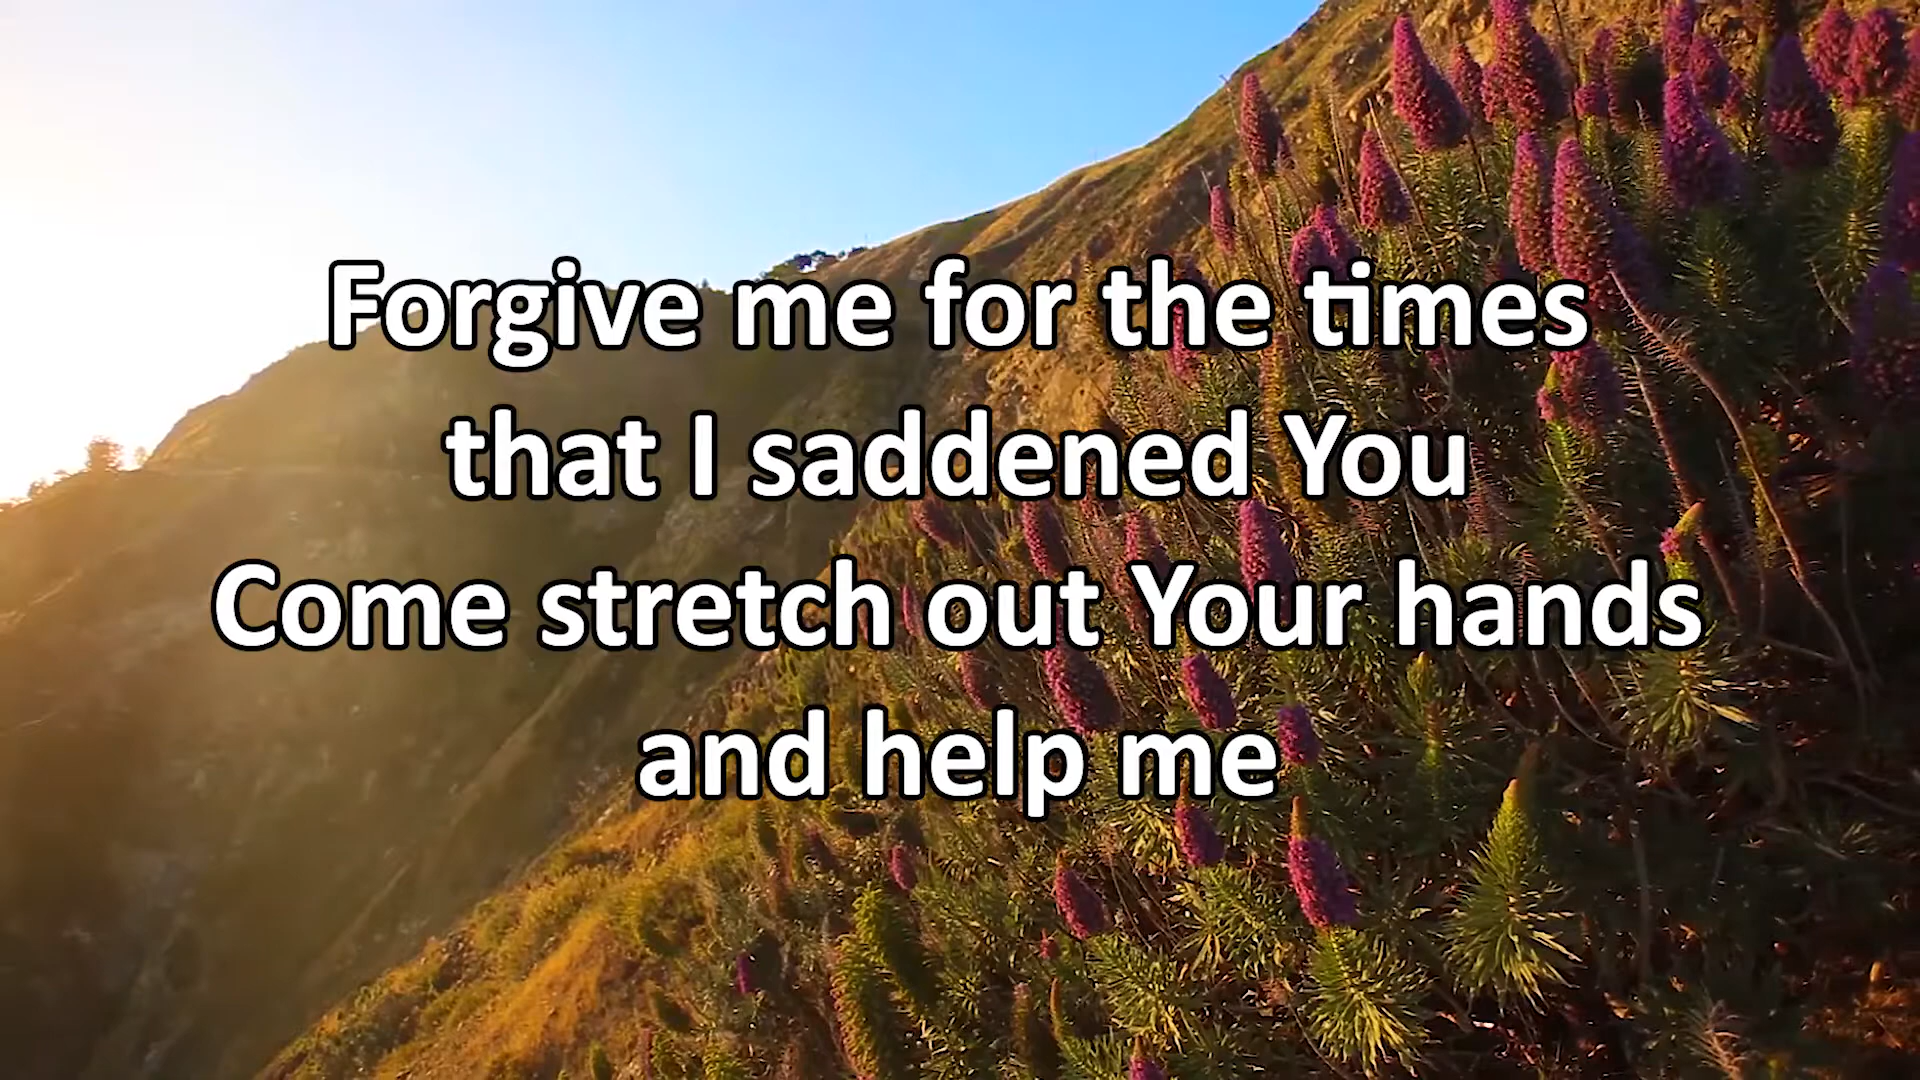 Forgive me for the times
that I saddened You
Come stretch out Your hands
and help me